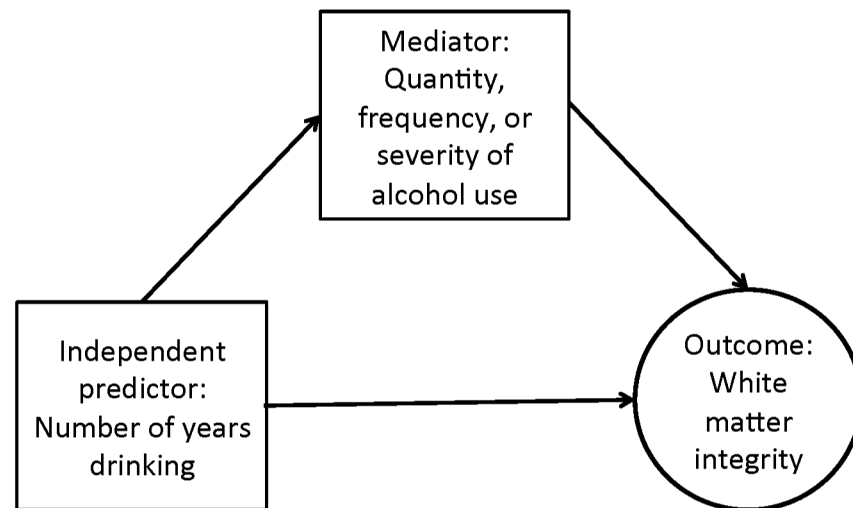 Mediator:
Quantity,
frequency, or
severity of
alcohol use
Independent
predictor:
Number of years
drinking
Outcome:
White
matter
integrity